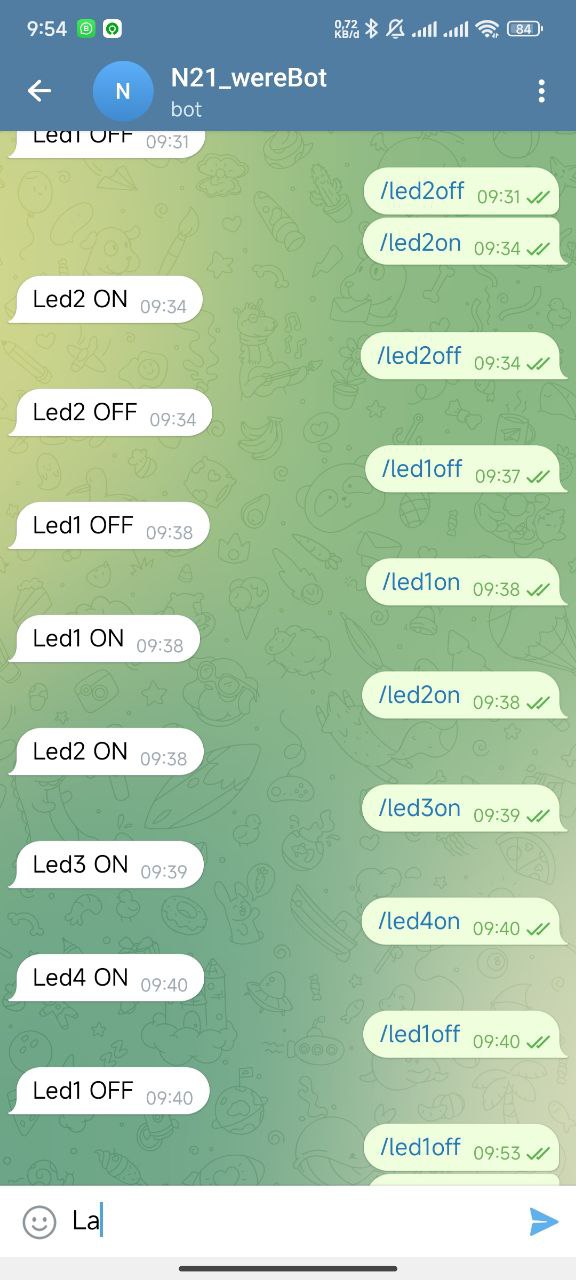 9:54 0,72 KB/d 84
N
N21_wereBot
bot
Led1 OFF 09:31
/led2off 09:31
/led2on 09:34
Led2 ON 09:34
/led2off 09:34
Led2 OFF 09:34
/led1off 09:37
Led1 OFF 09:38
/led1on 09:38
Led1 ON 09:38
/led2on 09:38
Led2 ON 09:38
/led3on 09:39
Led3 ON 09:39
/led4on 09:40
Led4 ON 09:40
/led1off 09:40
Led1 OFF 09:40
/led1off 09:53
La